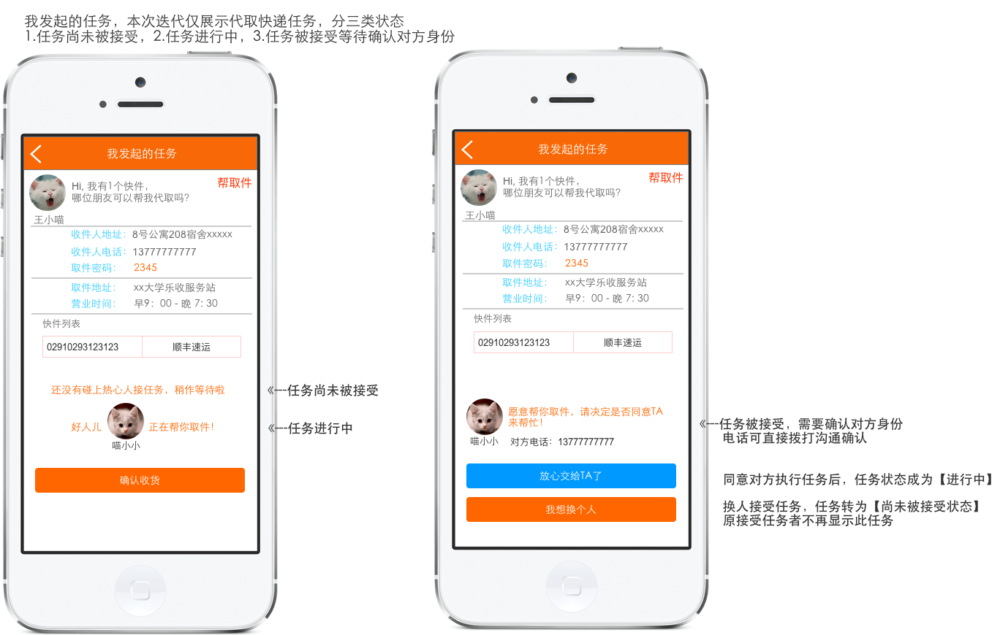 我发起的任务，本次迭代仅展示代取快递任务，分三类状态
1.任务尚未被接受，2.任务进行中，3.任务被接受等待确认对方身份
我发起的任务
Hi, 我有1个快件，
哪位朋友可以帮我代取吗?
帮取件
王小喵
收件人地址： 8号公寓208宿舍xxxxx
收件人电话： 13777777777
取件密码： 2345
取件地址： xx大学乐收服务站
营业时间： 早9：00 - 晚 7: 30
快件列表
02910293123123 顺丰速运
还没有碰上热心人接任务，稍作等待啦
好人儿 正在帮你取件!
喵小小
确认收货
《---任务尚未被接受
《---任务进行中
我发起的任务
Hi, 我有1个快件，
哪位朋友可以帮我代取吗?
帮取件
王小喵
收件人地址： 8号公寓208宿舍xxxxx
收件人电话： 13777777777
取件密码： 2345
取件地址： xx大学乐收服务站
营业时间： 早9：00 - 晚 7: 30
快件列表
02910293123123 顺丰速运
愿意帮你取件，请决定是否同意TA
来帮忙!
喵小小 对方电话：13777777777
放心交给TA了
我想换个人
《---任务被接受，需要确认对方身份
电话可直接拨打沟通确认
同意对方执行任务后，任务状态成为【进行中】
换人接受任务，任务转为【尚未被接受状态】
原接受任务者不再显示此任务